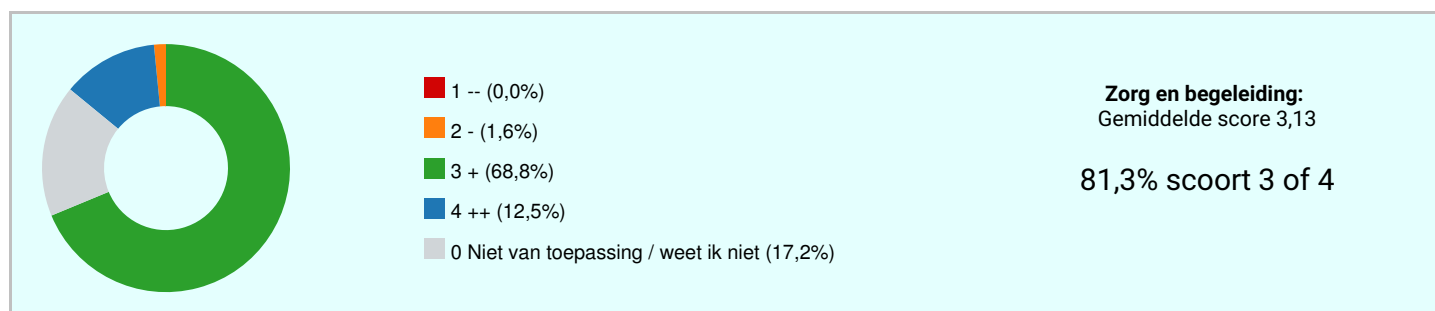 1 -- (0,0%)
2 - (1,6%)
3 + (68,8%)
4 ++ (12,5%)
0 Niet van toepassing / weet ik niet (17,2%)
Zorg en begeleiding:
Gemiddelde score 3,13
81,3% scoort 3 of 4